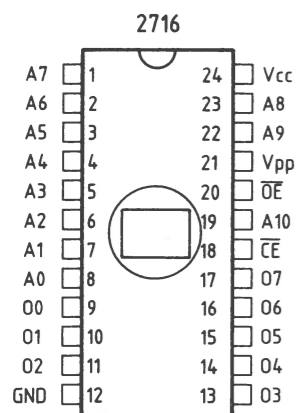 2716
A7 1 24 Vcc
A6 2 23 A8
A5 3 22 A9
A4 4 21 Vpp
A3 5 20 O̅E̅
A2 6 19 A10
A1 7 18 C̅E̅
A0 8 17 O7
O0 9 16 O6
O1 10 15 O5
O2 11 14 O4
GND 12 13 O3